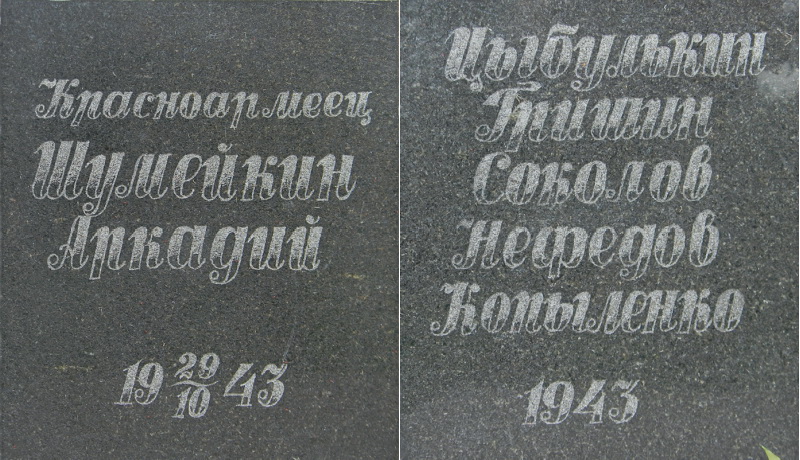 Красноармеец
Шумейкин
Аркадий
19 29/10 43
Цыбулькин
Гришин
Соколов
Нефедов
Копыленко
1943